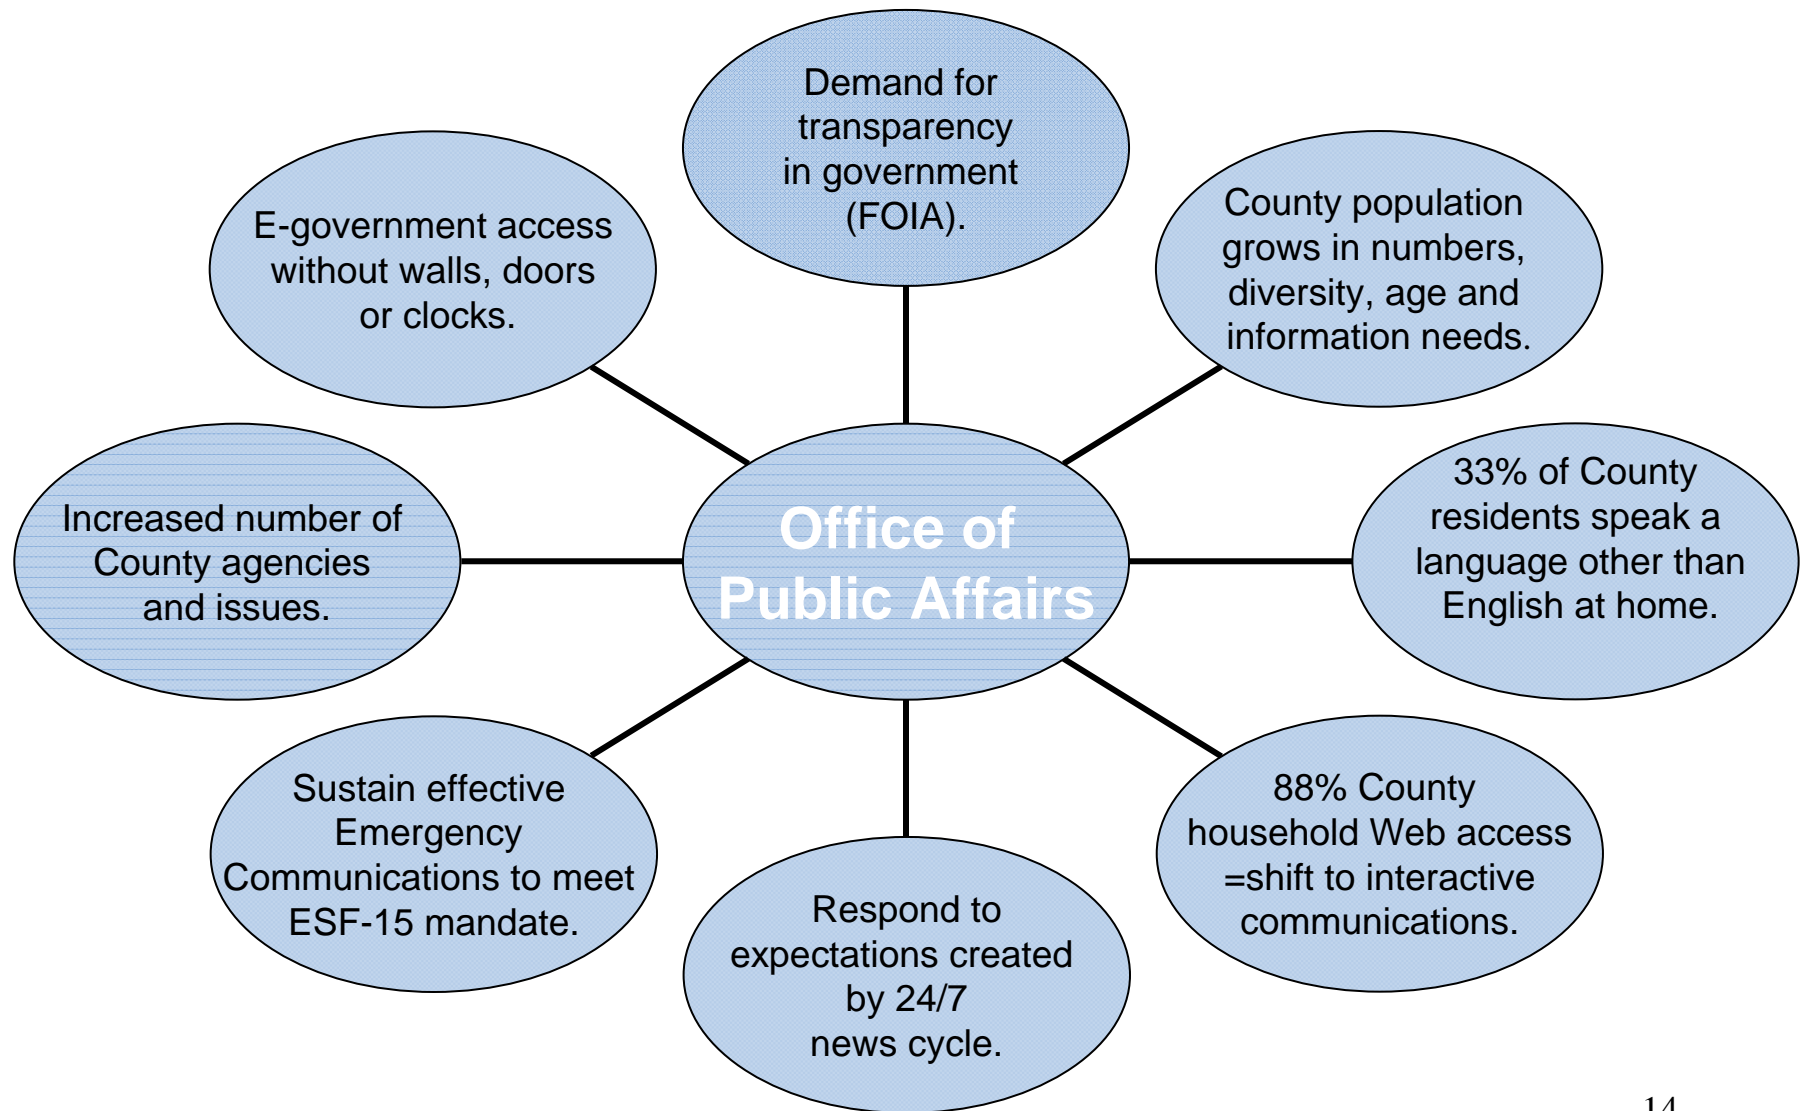 Demand for
transparency
in government
(FOIA).
County population
grows in numbers,
diversity, age and
information needs.
33% of County
residents speak a
language other than
English at home.
88% County
household Web access
=shift to interactive
communications.
Respond to
expectations created
by 24/7
news cycle.
Sustain effective
Emergency
Communications to meet
ESF-15 mandate.
Increased number of
County agencies
and issues.
E-government access
without walls, doors
or clocks.
Office of
Public Affairs
14